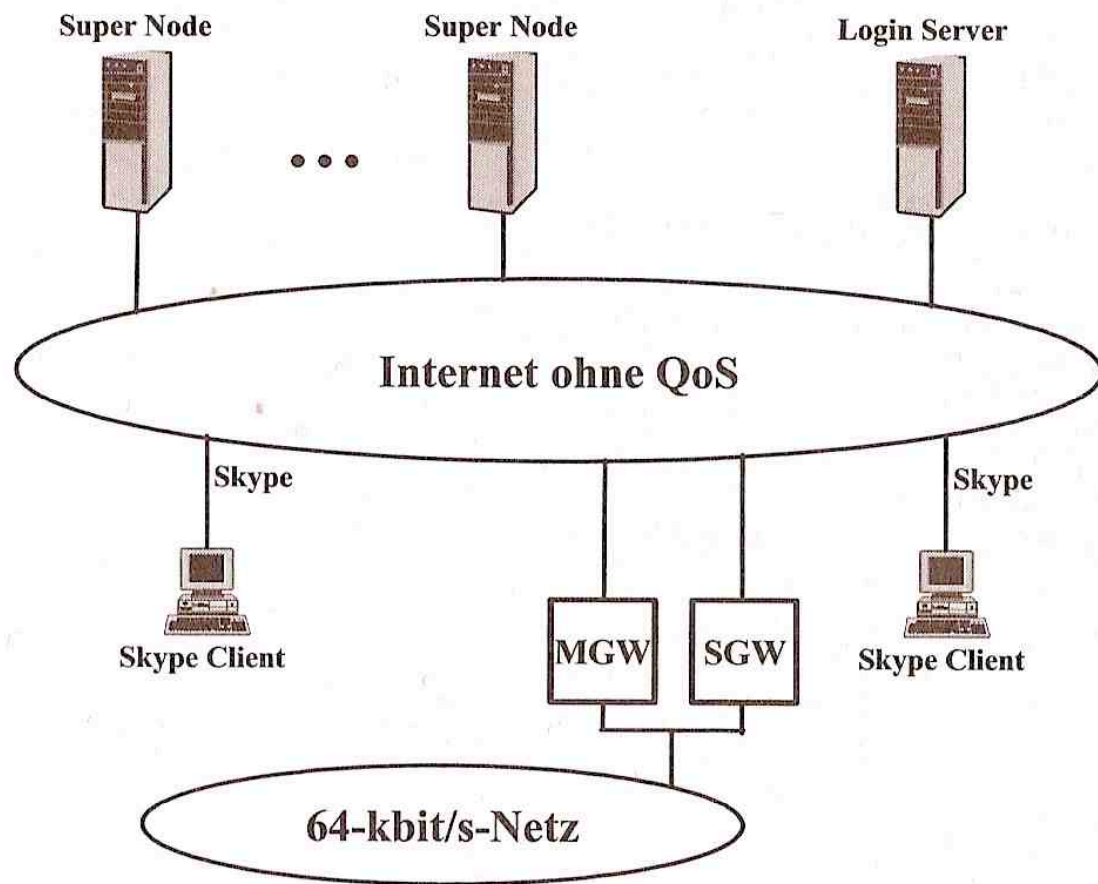 Super Node
Super Node
Login Server
Internet ohne QoS
Skype
Skype
Skype Client
MGW
SGW
Skype Client
64-kbit/s-Netz